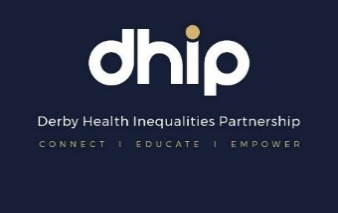 dhip
Derby Health Inequalities Partnership
CONNECT | EDUCATE | EMPOWER